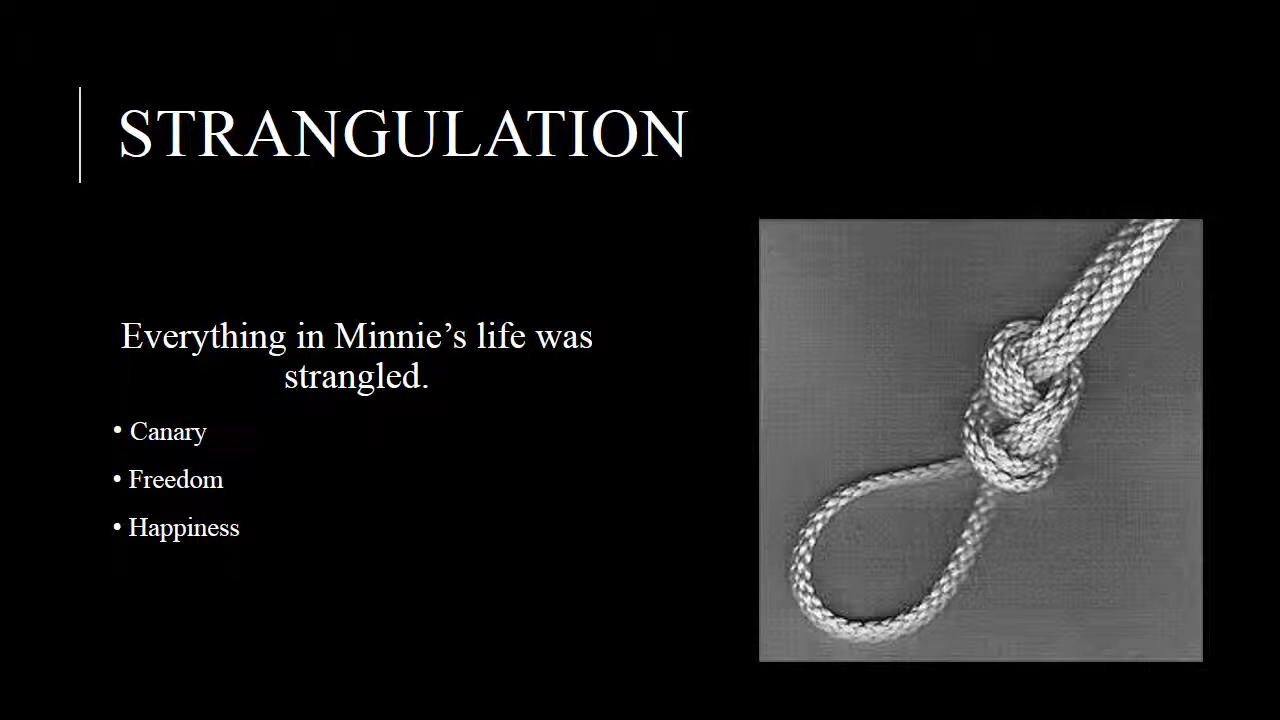 STRANGULATION
Everything in Minnie’s life was
strangled.
• Canary
• Freedom
• Happiness